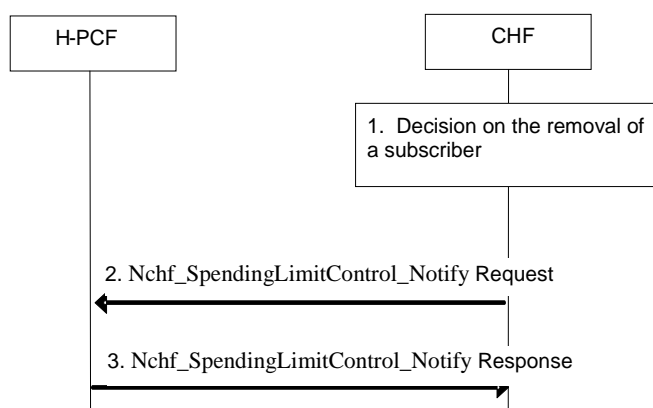 H-PCF
CHF
1. Decision on the removal of
a subscriber
2. Nchf_SpendingLimitControl_Notify Request
3. Nchf_SpendingLimitControl_Notify Response